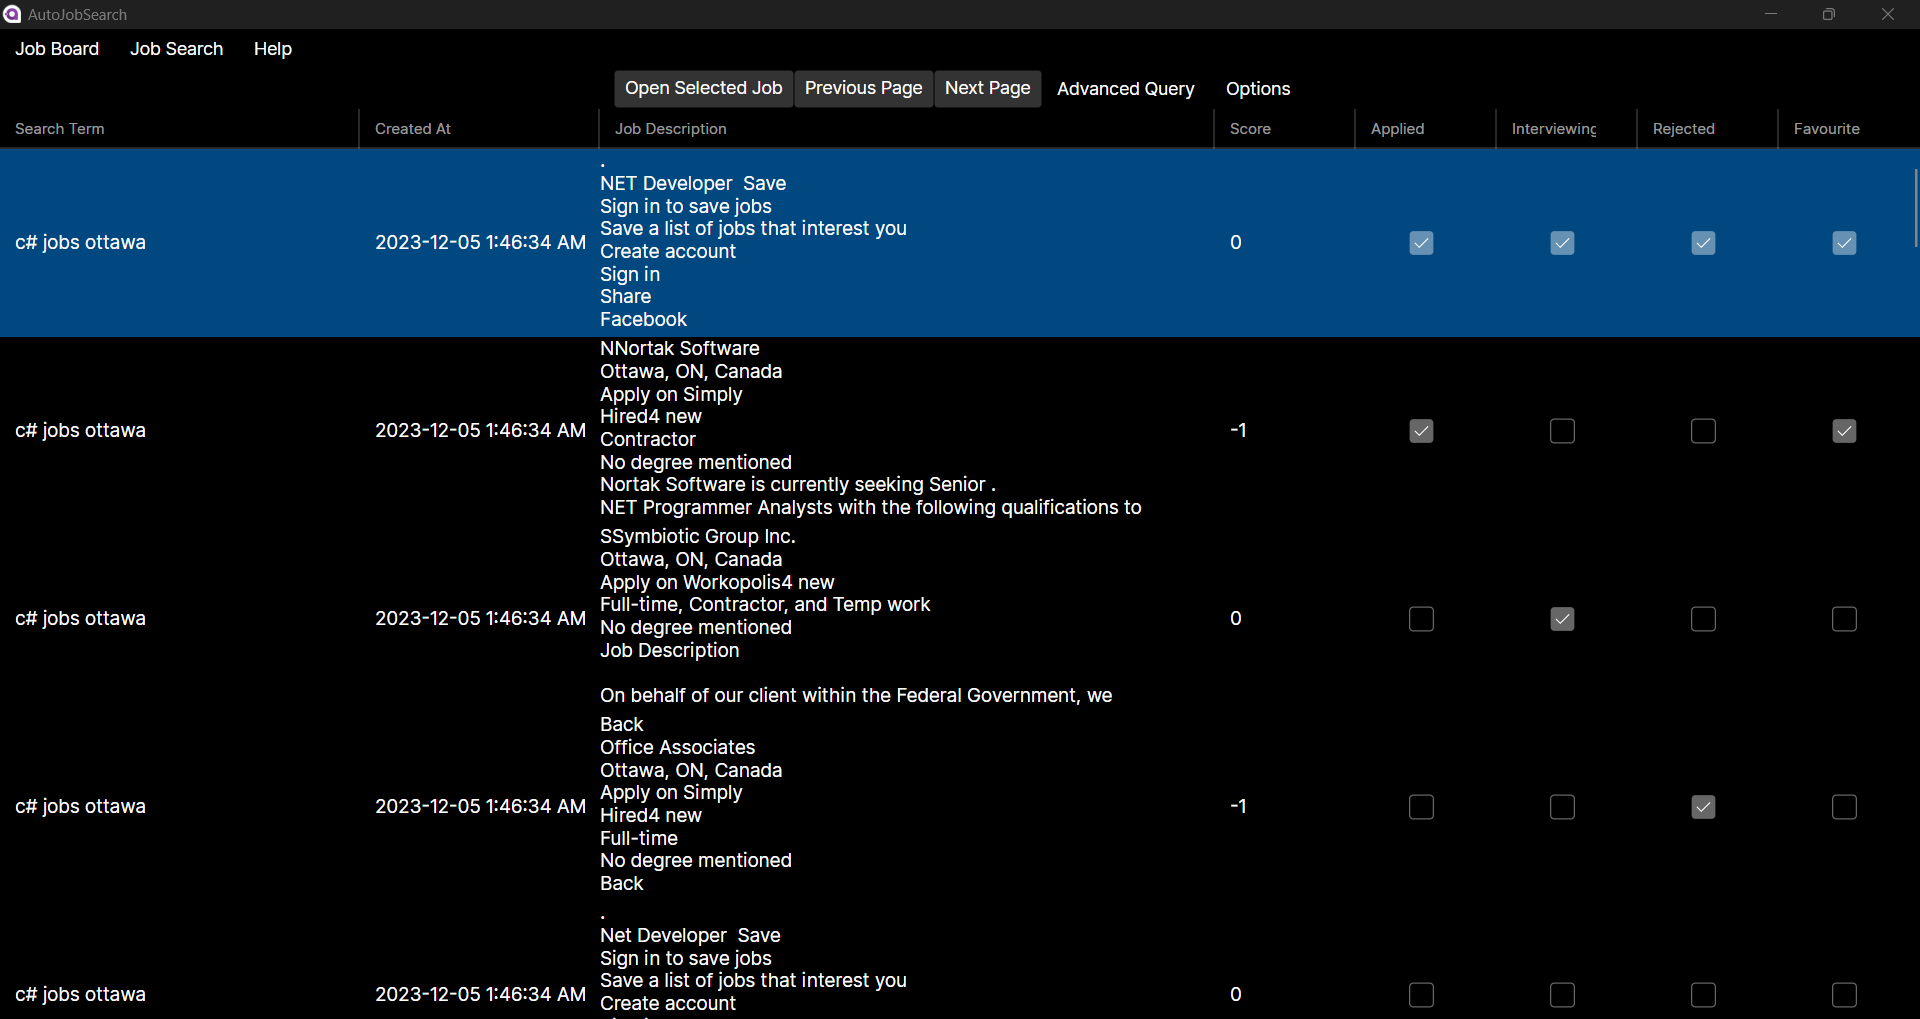 AutoJobSearch
Job Board Job Search Help
Open Selected Job Previous Page Next Page Advanced Query Options
Search Term Created At Job Description Score Applied Interviewing Rejected Favourite
.
NET Developer  Save
Sign in to save jobs
Save a list of jobs that interest you
c# jobs ottawa 2023-12-05 1:46:34 AM 0
Create account
Sign in
Share
Facebook
NNortak Software
Ottawa, ON, Canada
Apply on Simply
Hired4 new
c# jobs ottawa 2023-12-05 1:46:34 AM -1
Contractor
No degree mentioned
Nortak Software is currently seeking Senior .
NET Programmer Analysts with the following qualifications to
SSymbiotic Group Inc.
Ottawa, ON, Canada
Apply on Workopolis4 new
Full-time, Contractor, and Temp work
c# jobs ottawa 2023-12-05 1:46:34 AM 0
No degree mentioned
Job Description
On behalf of our client within the Federal Government, we
Back
Office Associates
Ottawa, ON, Canada
Apply on Simply
c# jobs ottawa 2023-12-05 1:46:34 AM -1
Hired4 new
Full-time
No degree mentioned
Back
.
Net Developer  Save
Sign in to save jobs
Save a list of jobs that interest you
c# jobs ottawa 2023-12-05 1:46:34 AM 0
Create account